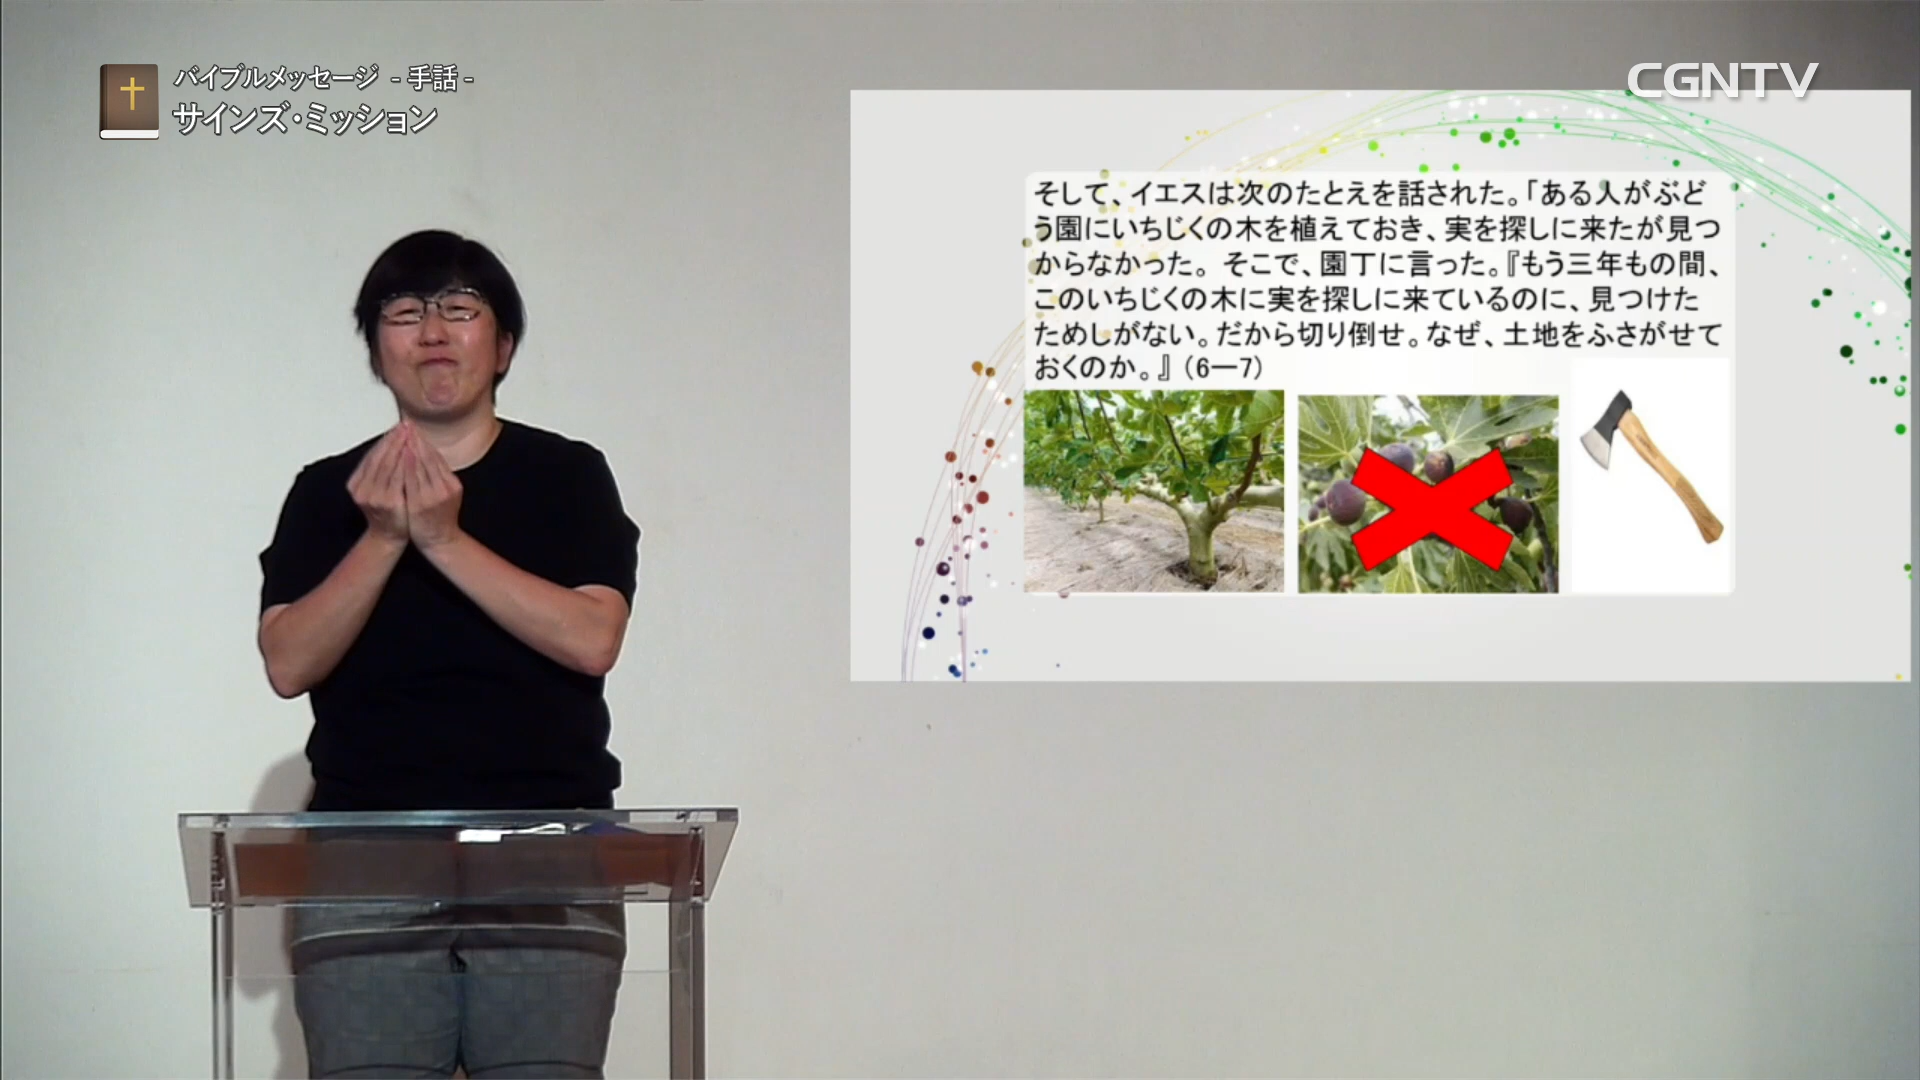 バイブルメッセージ -手話-
サインズ・ミッション
CGNTV
そして、イエスは次のたとえを話された。「ある人がぶど
う園にいちじくの木を植えておき、実を探しに来たが見つ
からなかった。そこで、園丁に言った。『もう三年もの間、
このいちじくの木に実を探しに来ているのに、見つけた
ためしがない。だから切り倒せ。なぜ、土地をふさがせて
おくのか。』（6―7）